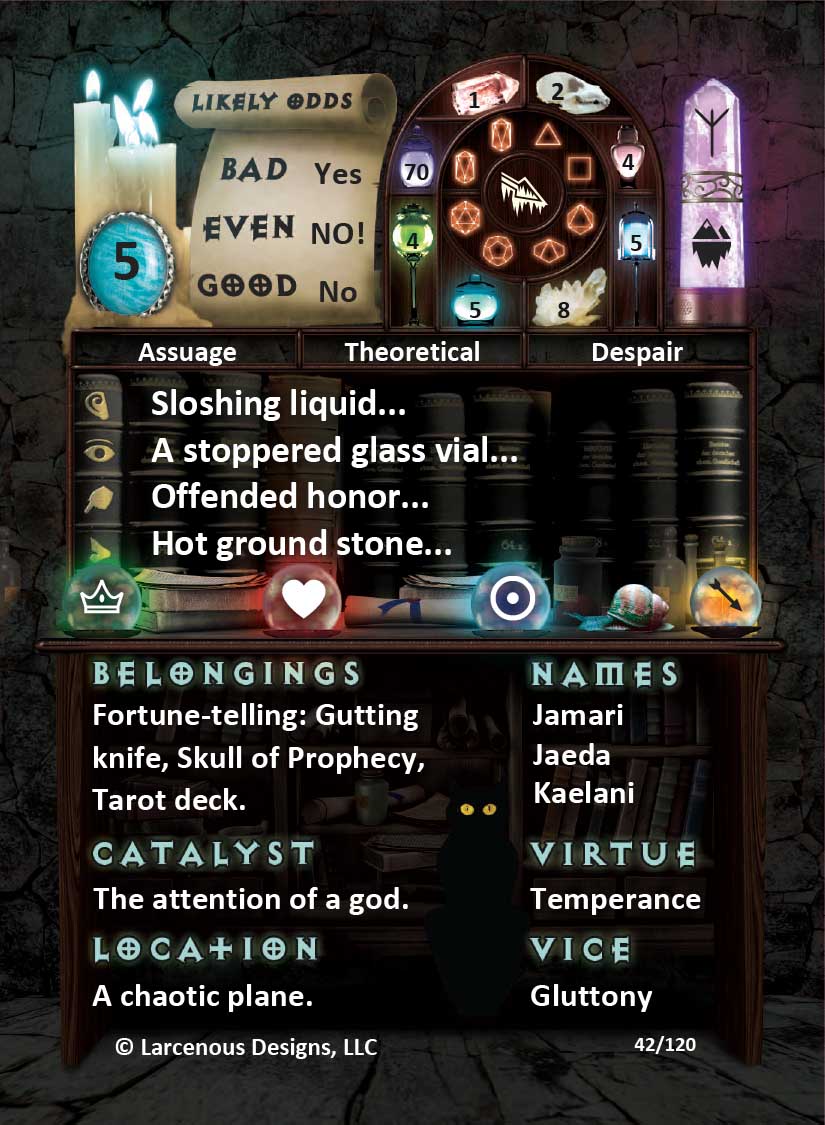 LIKELY ODDS
BAD Yes
EVEN NO!
GOOD No
5
1
2
70
4
4
5
5
8
Assuage Theoretical Despair
Sloshing liquid...
A stoppered glass vial...
Offended honor...
Hot ground stone...
BELONGINGS
Fortune-telling: Gutting
knife, Skull of Prophecy,
Tarot deck.
NAMES
Jamari
Jaeda
Kaelani
CATALYST
The attention of a god.
VIRTUE
Temperance
LOCATION
A chaotic plane.
VICE
Gluttony
© Larcenous Designs, LLC
42/120